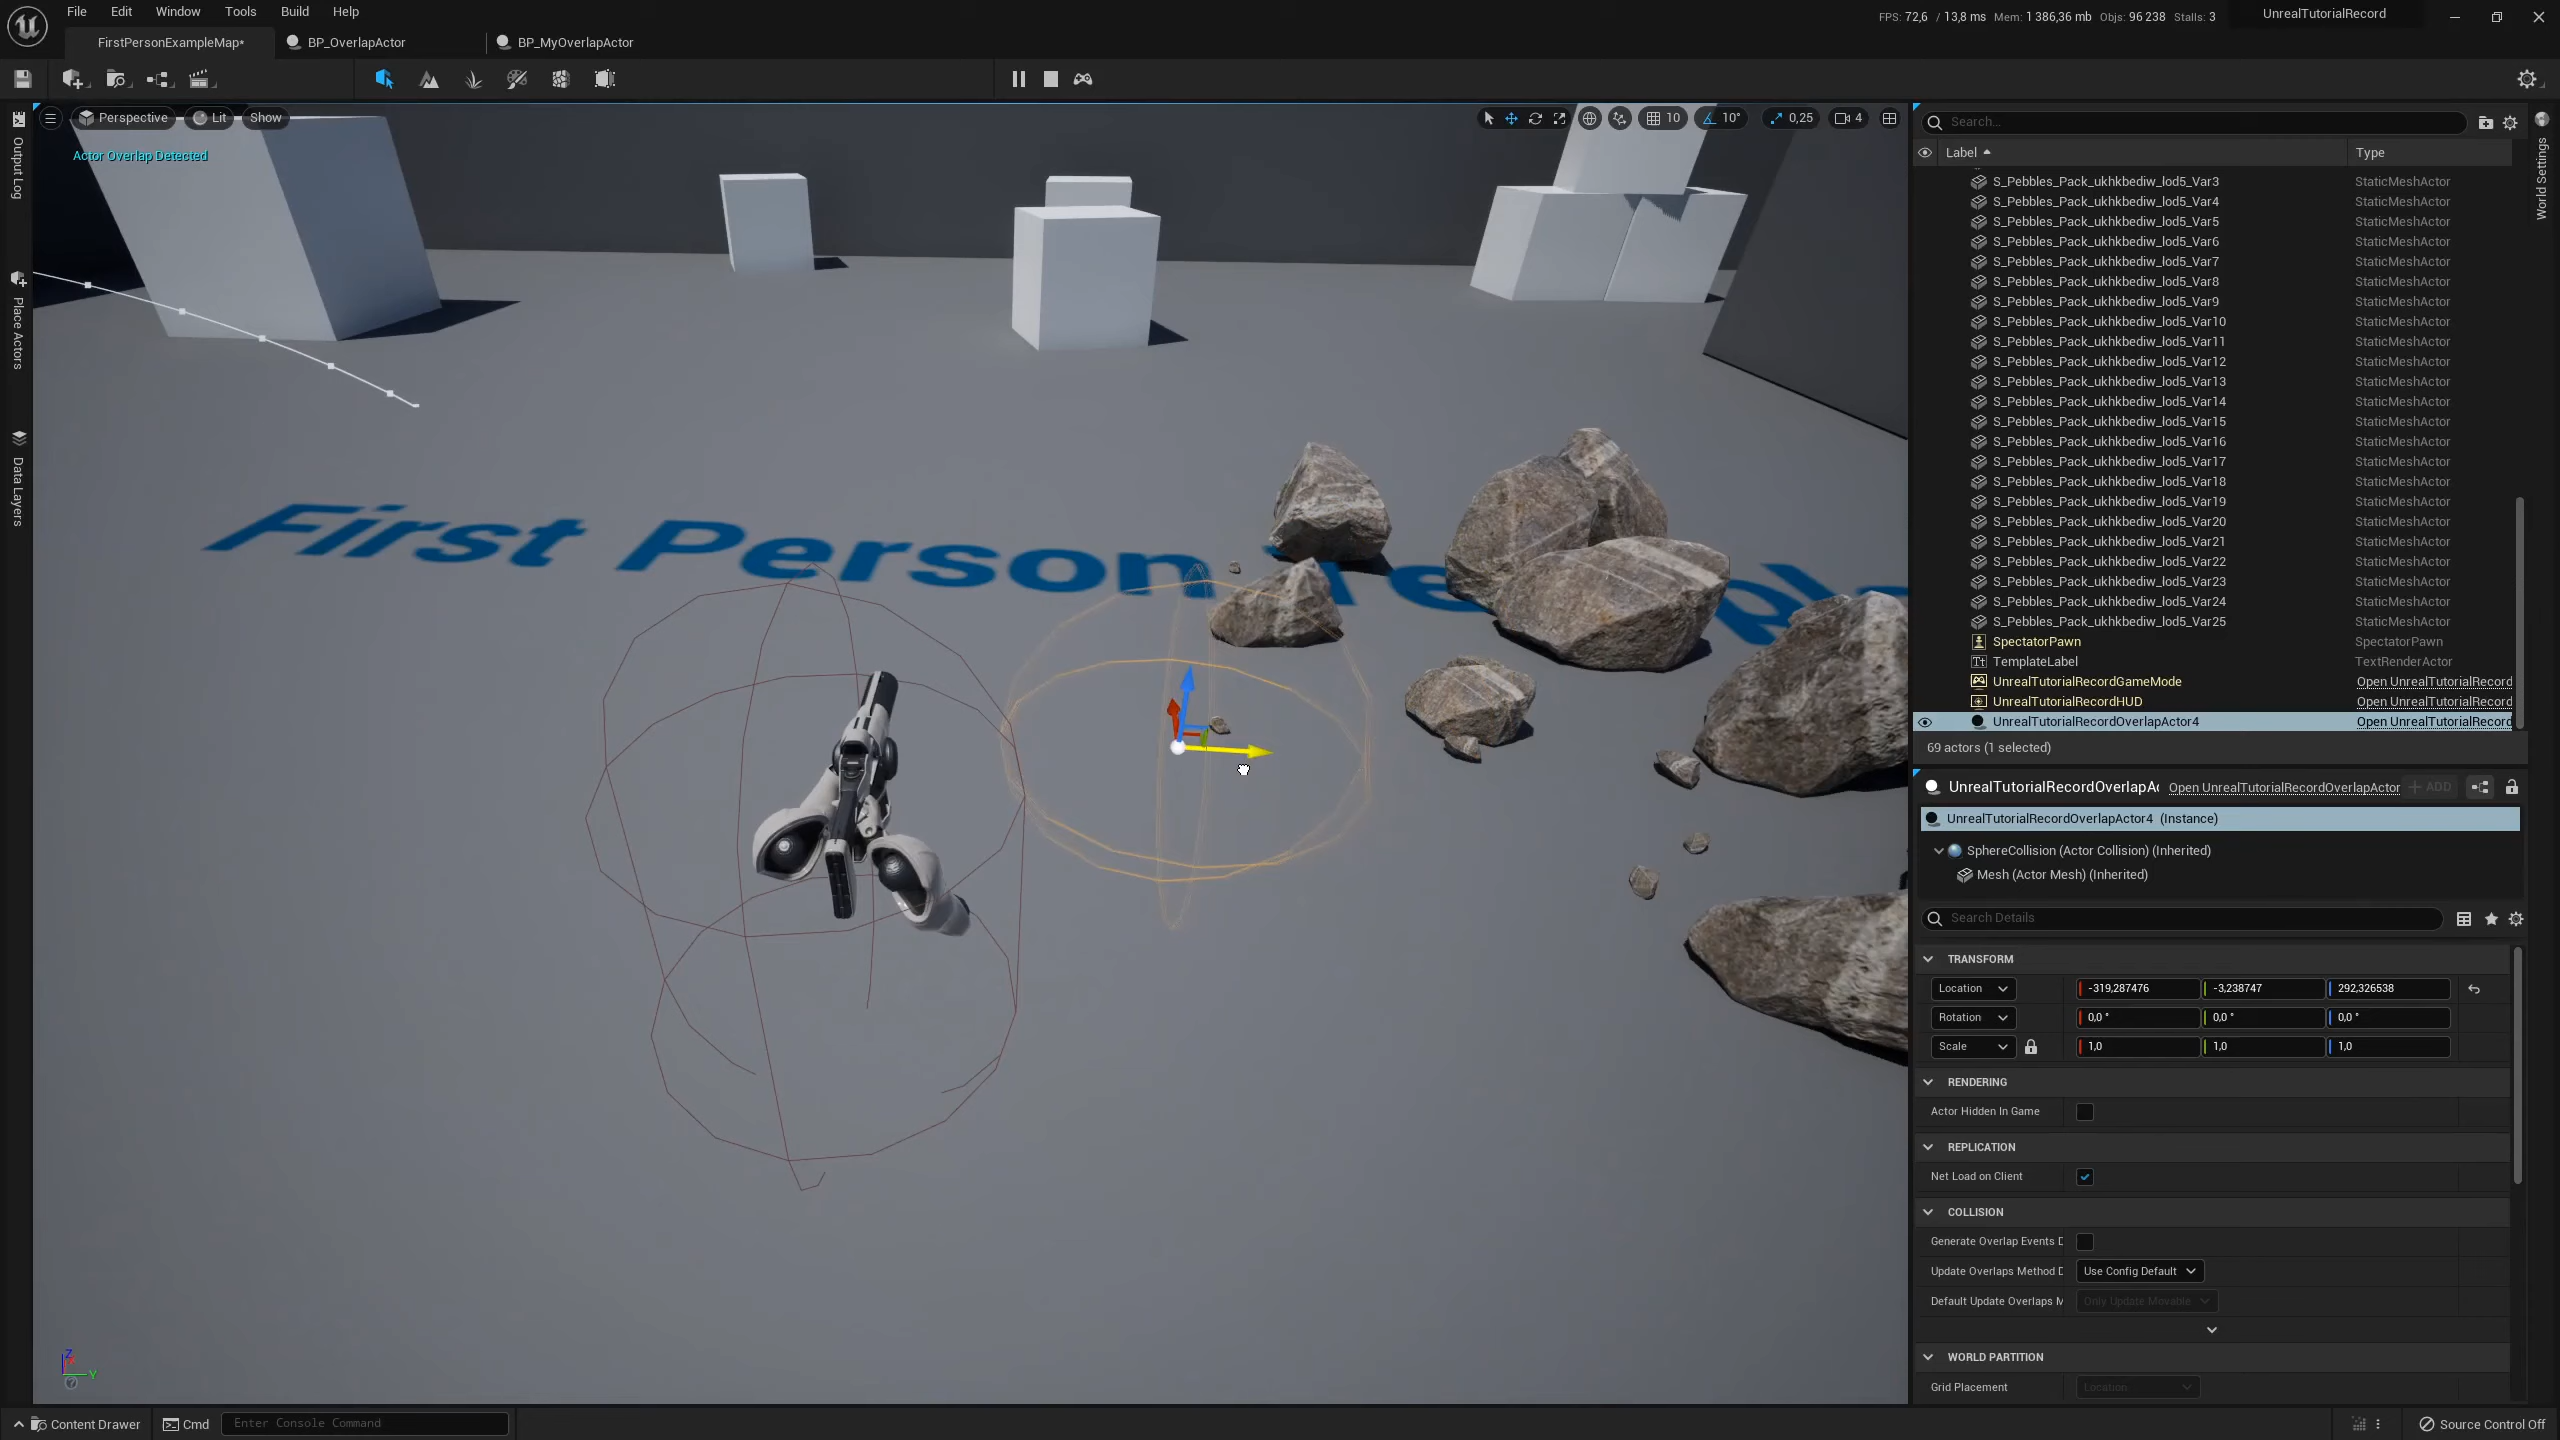 File Edit Window Tools Build Help
FPS: 72,6 / 13,8 ms Mem: 1 386,36 mb Objs: 96 238 Stalls: 3
UnrealTutorialRecord
FirstPersonExampleMap*
BP_OverlapActor
BP_MyOverlapActor
Output Log
Place Actors
Data Layers
Perspective Lit Show
10 10° 0,25 4
Actor Overlap Detected
First Person
World Settings
Search...
Label Type
S_Pebbles_Pack_ukhkbediw_lod5_Var3 StaticMeshActor
S_Pebbles_Pack_ukhkbediw_lod5_Var4 StaticMeshActor
S_Pebbles_Pack_ukhkbediw_lod5_Var5 StaticMeshActor
S_Pebbles_Pack_ukhkbediw_lod5_Var6 StaticMeshActor
S_Pebbles_Pack_ukhkbediw_lod5_Var7 StaticMeshActor
S_Pebbles_Pack_ukhkbediw_lod5_Var8 StaticMeshActor
S_Pebbles_Pack_ukhkbediw_lod5_Var9 StaticMeshActor
S_Pebbles_Pack_ukhkbediw_lod5_Var10 StaticMeshActor
S_Pebbles_Pack_ukhkbediw_lod5_Var11 StaticMeshActor
S_Pebbles_Pack_ukhkbediw_lod5_Var12 StaticMeshActor
S_Pebbles_Pack_ukhkbediw_lod5_Var13 StaticMeshActor
S_Pebbles_Pack_ukhkbediw_lod5_Var14 StaticMeshActor
S_Pebbles_Pack_ukhkbediw_lod5_Var15 StaticMeshActor
S_Pebbles_Pack_ukhkbediw_lod5_Var16 StaticMeshActor
S_Pebbles_Pack_ukhkbediw_lod5_Var17 StaticMeshActor
S_Pebbles_Pack_ukhkbediw_lod5_Var18 StaticMeshActor
S_Pebbles_Pack_ukhkbediw_lod5_Var19 StaticMeshActor
S_Pebbles_Pack_ukhkbediw_lod5_Var20 StaticMeshActor
S_Pebbles_Pack_ukhkbediw_lod5_Var21 StaticMeshActor
S_Pebbles_Pack_ukhkbediw_lod5_Var22 StaticMeshActor
S_Pebbles_Pack_ukhkbediw_lod5_Var23 StaticMeshActor
S_Pebbles_Pack_ukhkbediw_lod5_Var24 StaticMeshActor
S_Pebbles_Pack_ukhkbediw_lod5_Var25 StaticMeshActor
SpectatorPawn SpectatorPawn
TemplateLabel TextRenderActor
UnrealTutorialRecordGameMode Open UnrealTutorialRecord
UnrealTutorialRecordHUD Open UnrealTutorialRecord
UnrealTutorialRecordOverlapActor4 Open UnrealTutorialRecord
69 actors (1 selected)
UnrealTutorialRecordOverlapA Open UnrealTutorialRecordOverlapActor + ADD
UnrealTutorialRecordOverlapActor4 (Instance)
SphereCollision (Actor Collision) (Inherited)
Mesh (Actor Mesh) (Inherited)
Search Details
TRANSFORM
Location -319,287476 -3,238747 292,326538
Rotation 0,0 ° 0,0 ° 0,0 °
Scale 1,0 1,0 1,0
RENDERING
Actor Hidden In Game
REPLICATION
Net Load on Client
COLLISION
Generate Overlap Events D
Update Overlaps Method D Use Config Default
Default Update Overlaps M Only Update Movable
WORLD PARTITION
Grid Placement Location
Z
Y
Content Drawer Cmd Enter Console Command
Source Control Off